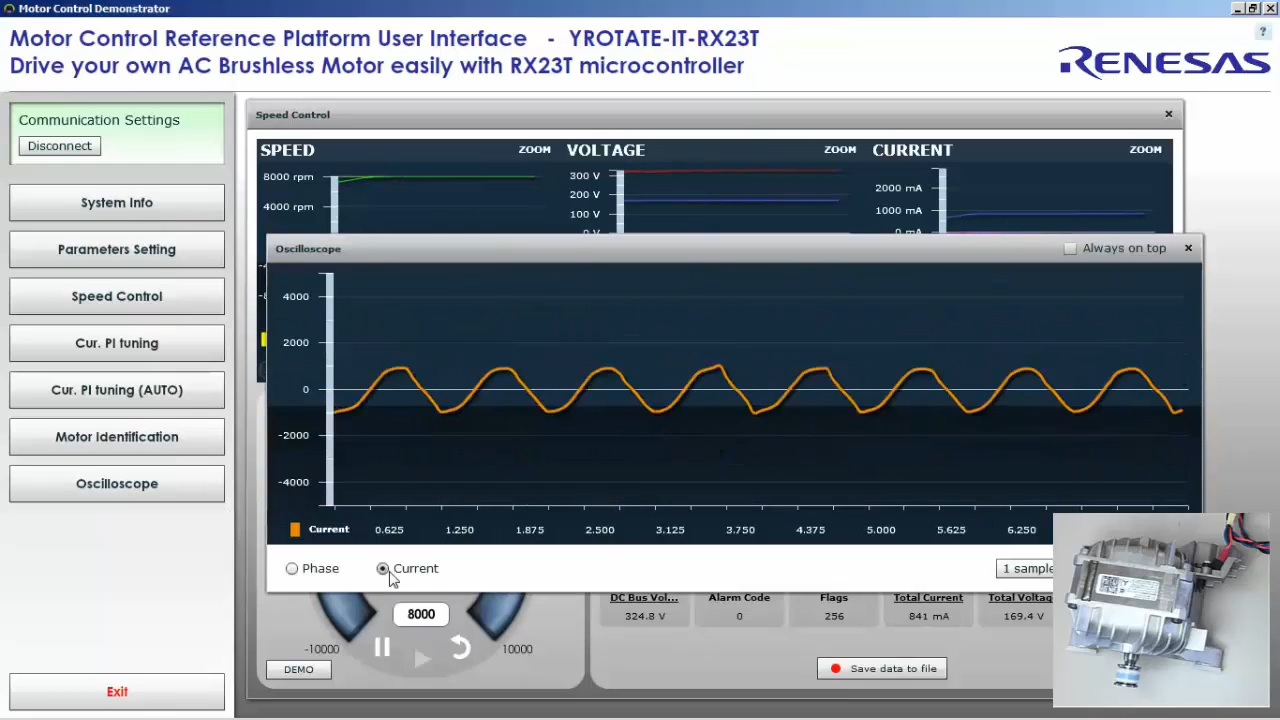 Motor Control Demonstrator
Motor Control Reference Platform User Interface - YROTATE-IT-RX23T
Drive your own AC Brushless Motor easily with RX23T microcontroller
?
RENESAS
Communication Settings
Disconnect
System Info
Parameters Setting
Speed Control
Cur. PI tuning
Cur. PI tuning (AUTO)
Motor Identification
Oscilloscope
Exit
Speed Control
SPEED ZOOM
8000 rpm
4000 rpm
VOLTAGE ZOOM
300 V
200 V
100 V
0 V
CURRENT ZOOM
2000 mA
1000 mA
0 mA
Oscilloscope
Always on top
4000
2000
0
-2000
-4000
Current 0.625 1.250 1.875 2.500 3.125 3.750 4.375 5.000 5.625 6.250
Phase Current 1 sample
8000
-10000 10000
DEMO
DC Bus Vol... Alarm Code Flags Total Current Total Voltag
324.8 V 0 256 841 mA 169.4 V
Save data to file